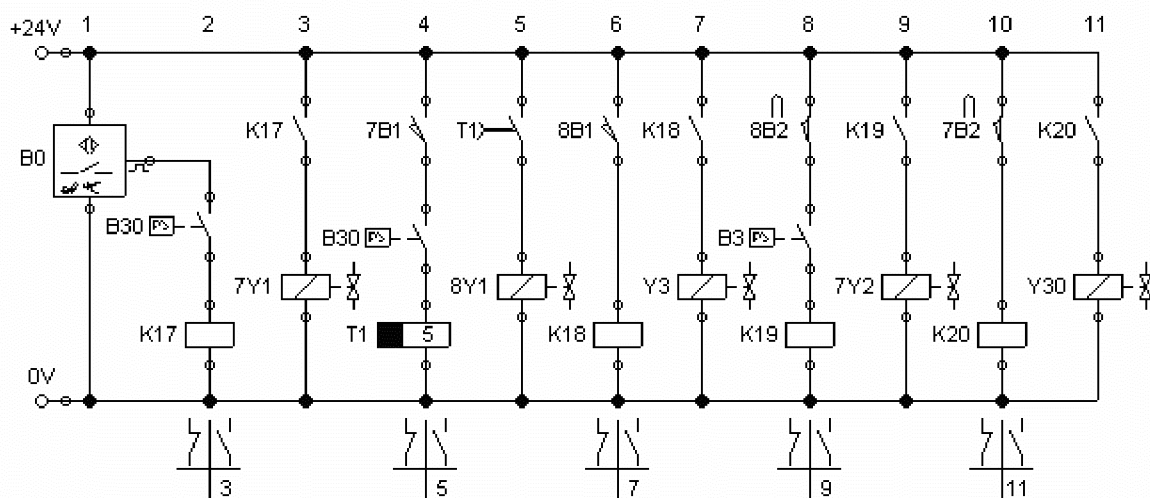 1 2 3 4 5 6 7 8 9 10 11
+24V
K17 7B1 T1 8B1 K18 8B2 K19 7B2 K20
B0
B30 B30 B3
7Y1 8Y1 Y3 7Y2 Y30
K17 T1 5 K18 K19 K20
0V
3 5 7 9 11